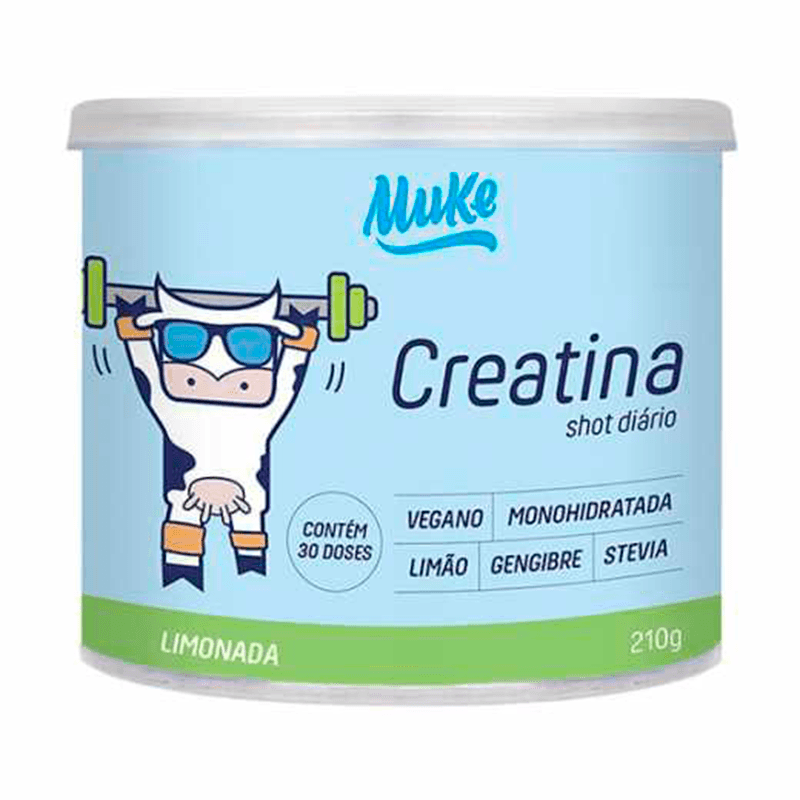 Muke
Creatina
shot diário
CONTÉM
30 DOSES
VEGANO MONOHIDRATADA
LIMÃO GENGIBRE STEVIA
LIMONADA 210g